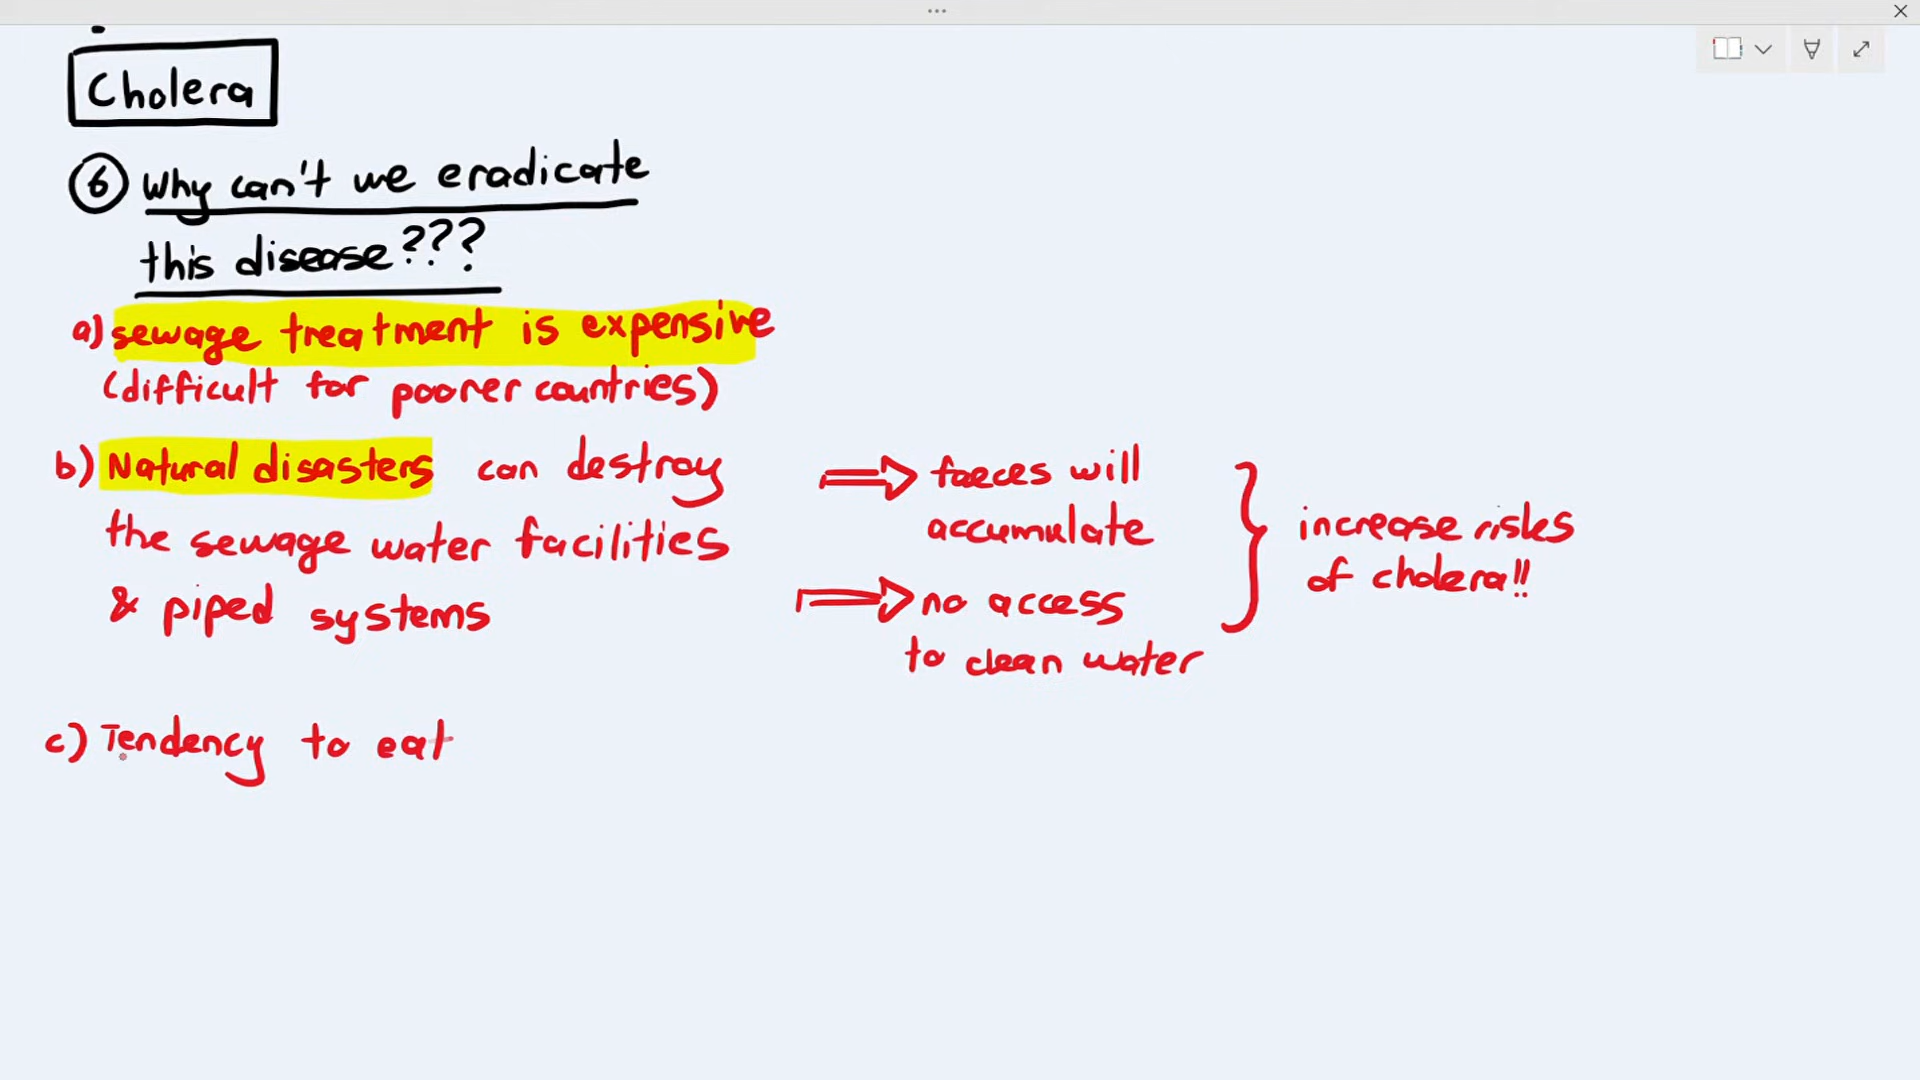 Cholera
6 Why can't we eradicate
this disease???
a) sewage treatment is expensive
(difficult for poorer countries)
b) Natural disasters can destroy
the sewage water facilities
& piped systems
⇒ faeces will
accumulate
⇒ no access
to clean water
increase risks
of cholera!!
c) Tendency to eat